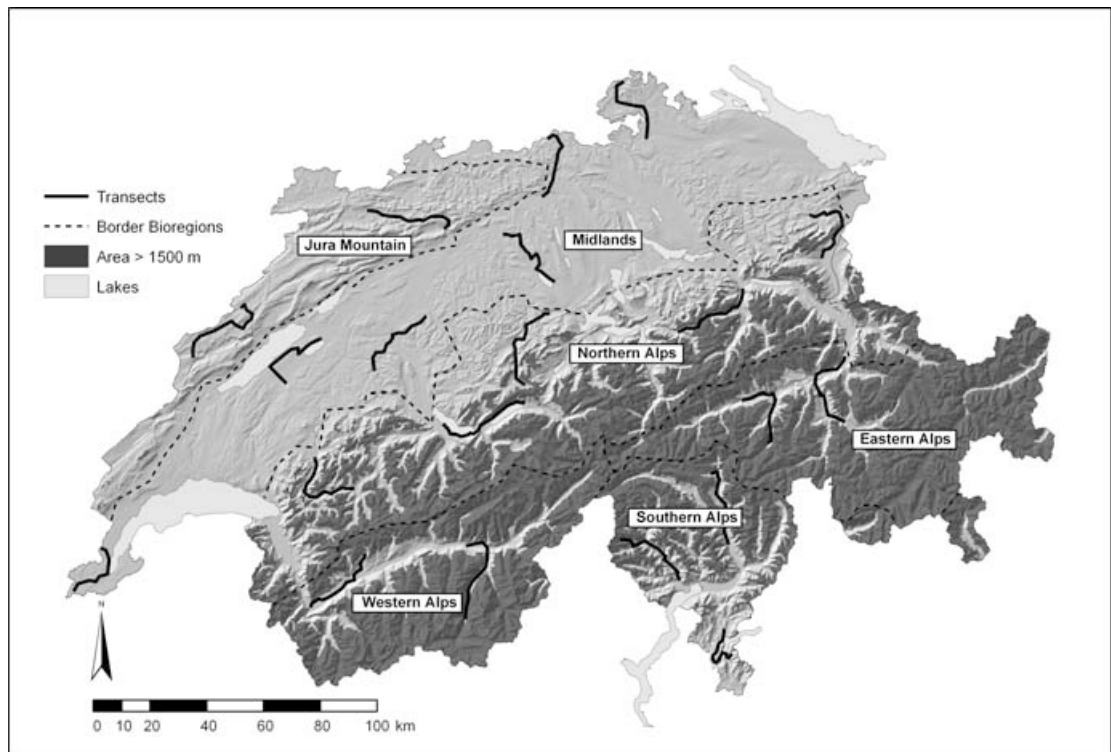 Transects
Border Bioregions
Area > 1500 m
Lakes
Jura Mountain
Midlands
Northern Alps
Eastern Alps
Southern Alps
Western Alps
N
0 10 20 40 60 80 100 km